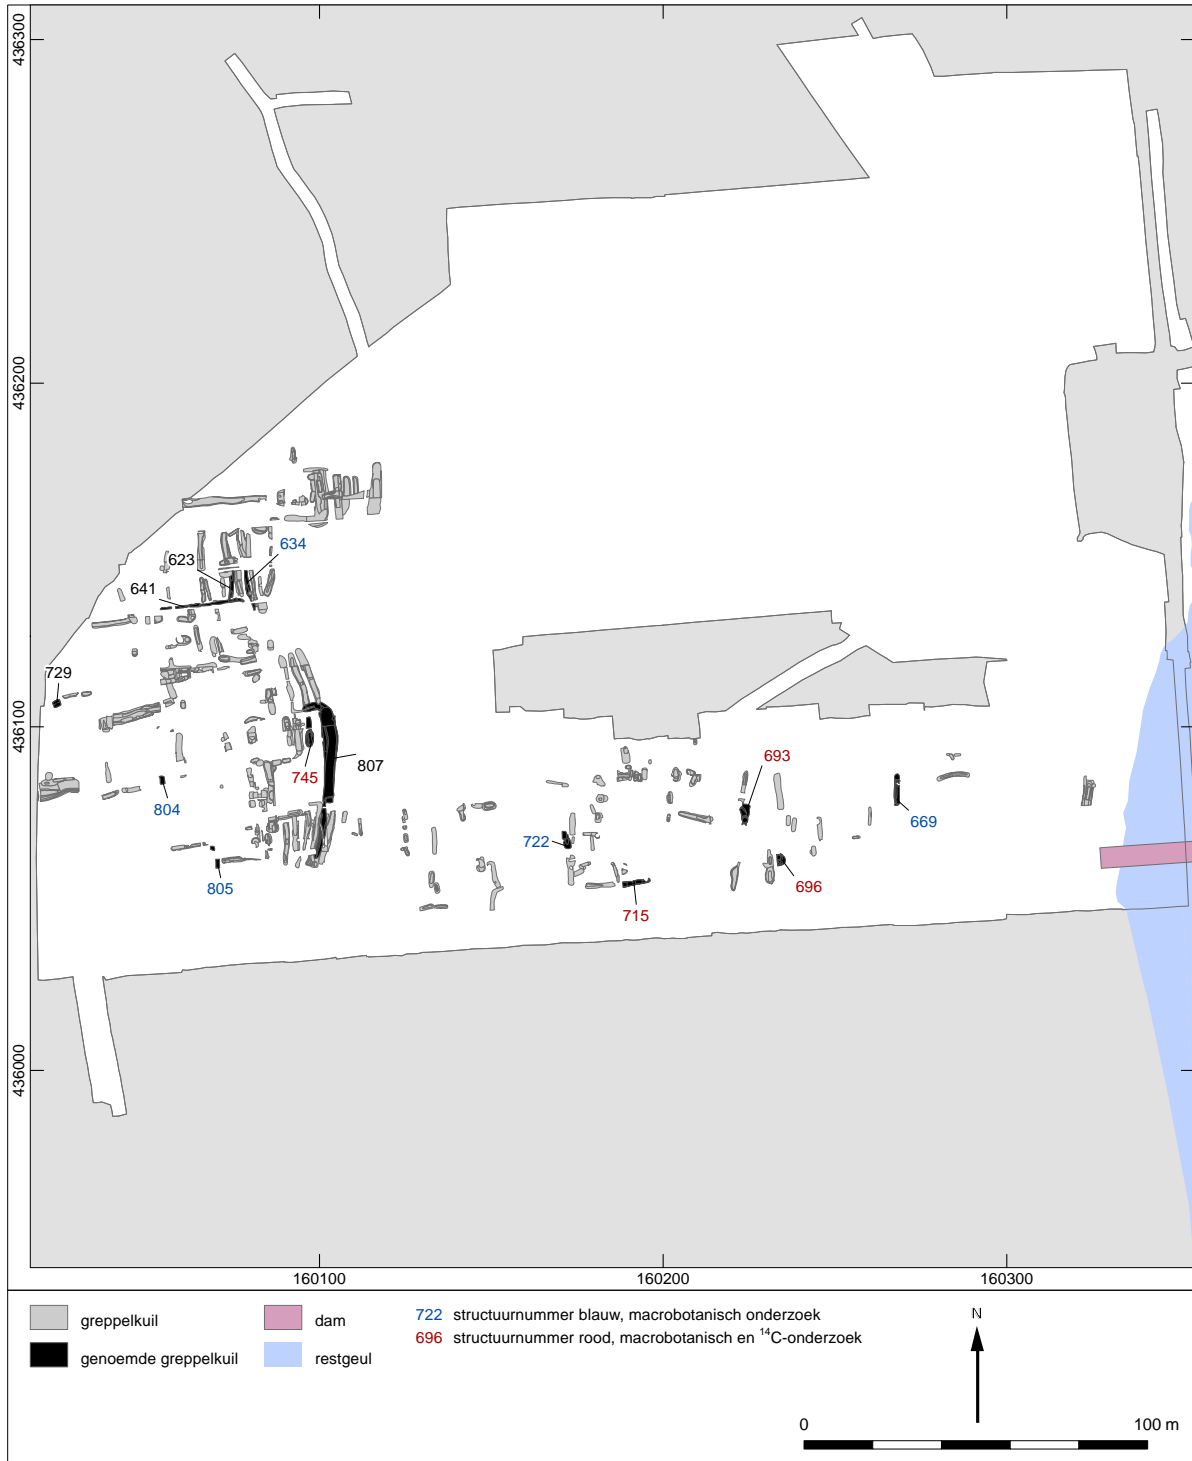 436300
436200
436100
436000
623
634
641
729
745
807
804
805
722
715
693
696
669
160100
160200
160300
greppelkuil
genoemde greppelkuil
dam
restgeul
722 structuurnummer blauw, macrobotanisch onderzoek
696 structuurnummer rood, macrobotanisch en ¹⁴C-onderzoek
N
0 100 m